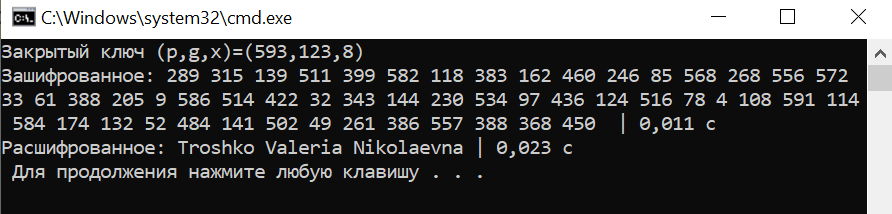 C:\Windows\system32\cmd.exe
Закрытый ключ (p,g,x)=(593,123,8)
Зашифрованное: 289 315 139 511 399 582 118 383 162 460 246 85 568 268 556 572
33 61 388 205 9 586 514 422 32 343 144 230 534 97 436 124 516 78 4 108 591 114
584 174 132 52 484 141 502 49 261 386 557 388 368 450  | 0,011 с
Расшифрованное: Troshko Valeria Nikolaevna | 0,023 с
Для продолжения нажмите любую клавишу . . .